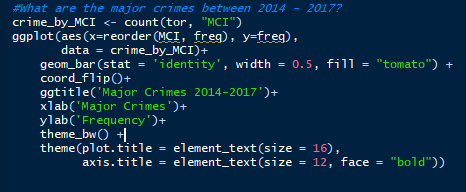 #What are the major crimes between 2014 - 2017?
crime_by_MCI <- count(tor, "MCI")
ggplot(aes(x=reorder(MCI, freq), y=freq),
data = crime_by_MCI)+
geom_bar(stat = 'identity', width = 0.5, fill = "tomato") +
coord_flip()+
ggtitle('Major Crimes 2014-2017')+
xlab('Major Crimes')+
ylab('Frequency')+
theme_bw() +
theme(plot.title = element_text(size = 16),
axis.title = element_text(size = 12, face = "bold"))